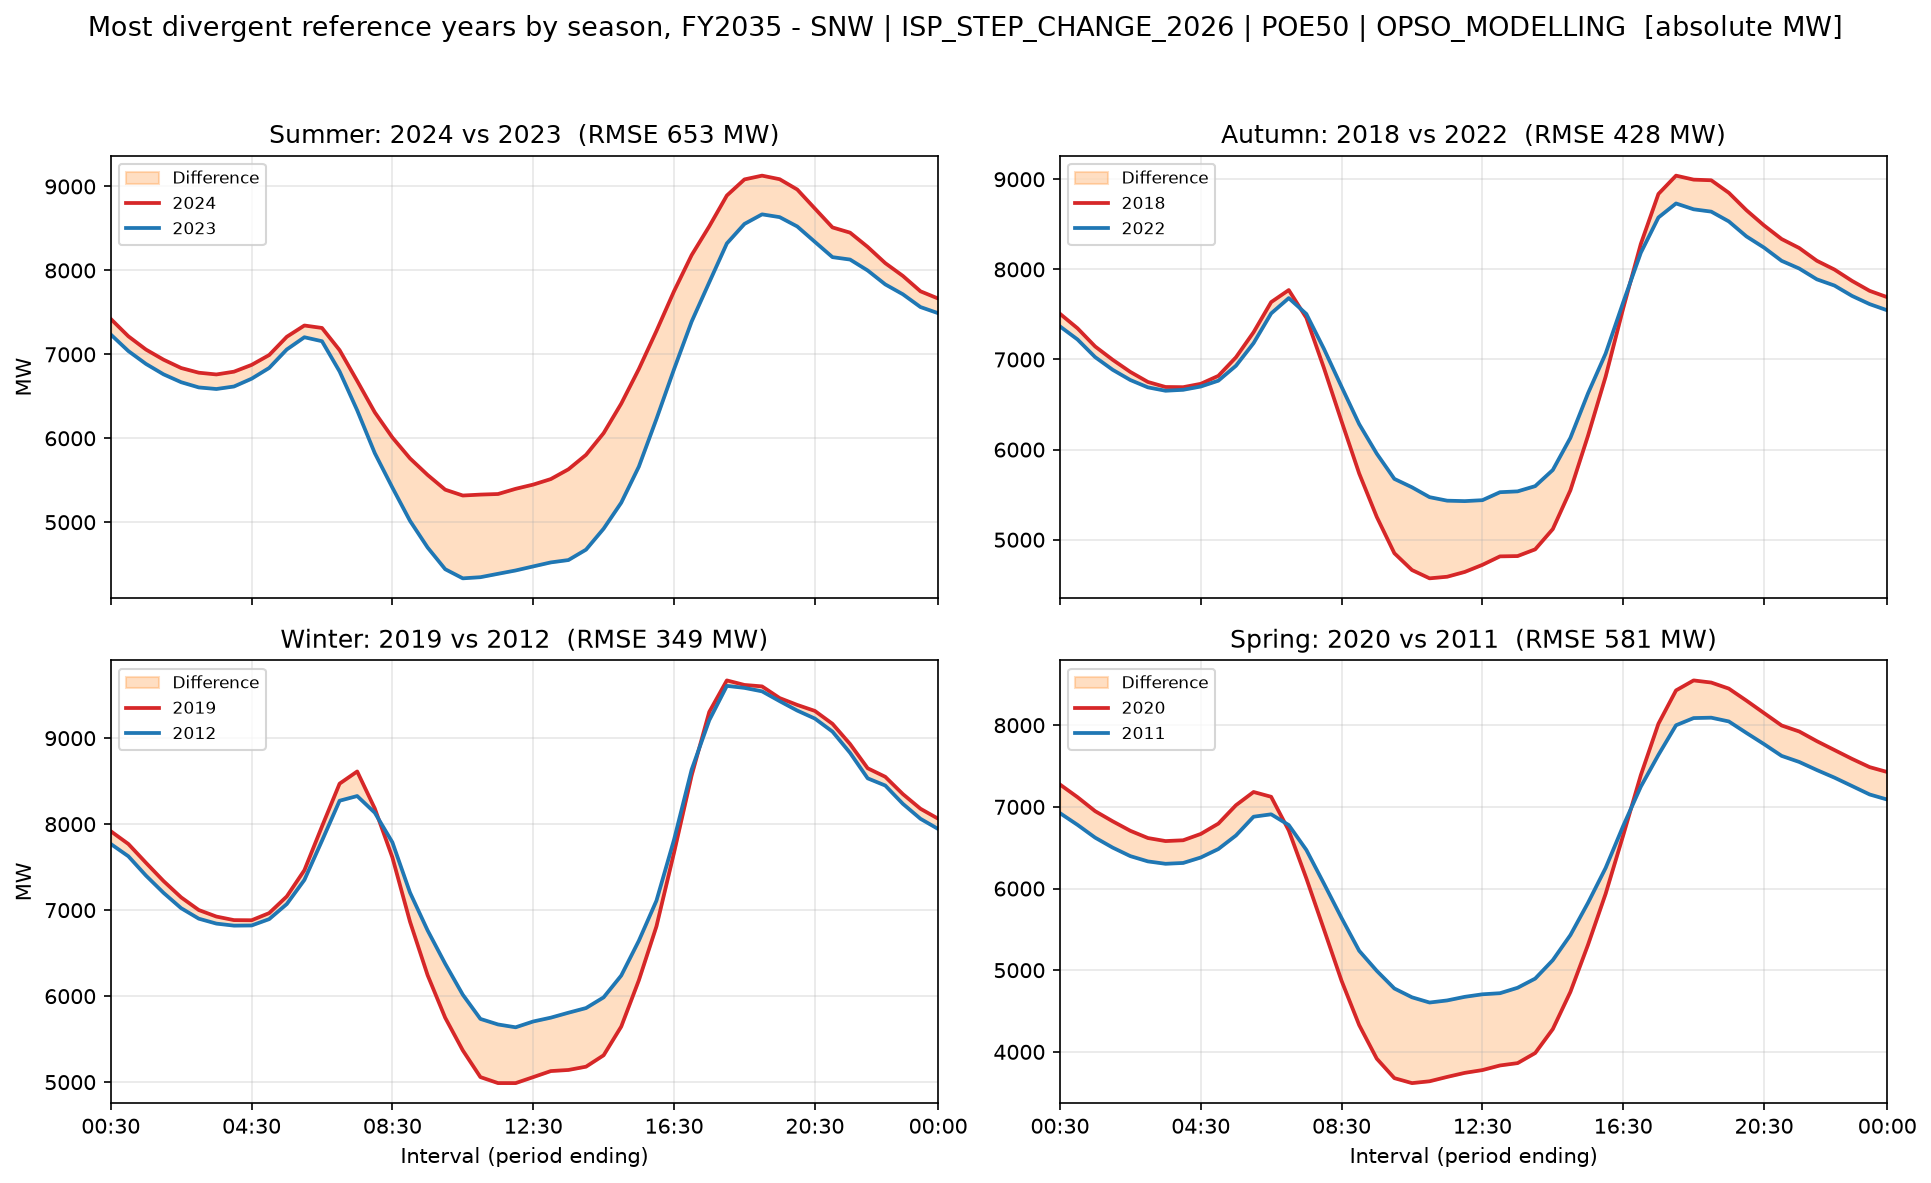 Most divergent reference years by season, FY2035 - SNW | ISP_STEP_CHANGE_2026 | POE50 | OPSO_MODELLING  [absolute MW]
Summer: 2024 vs 2023  (RMSE 653 MW)
Difference
2024
2023
9000
8000
7000
6000
5000
MW
Autumn: 2018 vs 2022  (RMSE 428 MW)
Difference
2018
2022
9000
8000
7000
6000
5000
Winter: 2019 vs 2012  (RMSE 349 MW)
Difference
2019
2012
9000
8000
7000
6000
5000
MW
00:30 04:30 08:30 12:30 16:30 20:30 00:00
Interval (period ending)
Spring: 2020 vs 2011  (RMSE 581 MW)
Difference
2020
2011
8000
7000
6000
5000
4000
00:30 04:30 08:30 12:30 16:30 20:30 00:00
Interval (period ending)